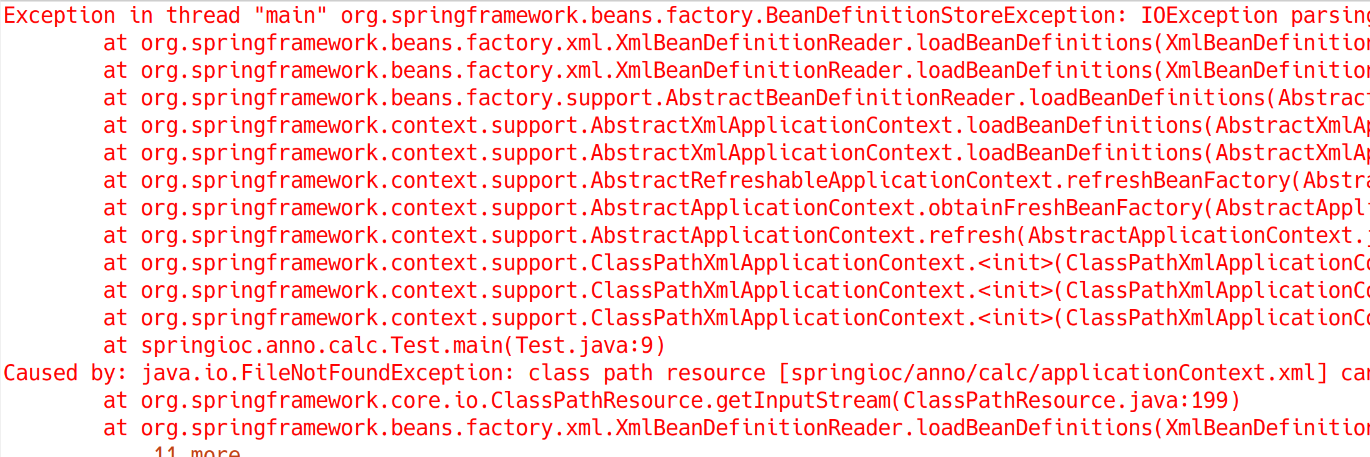 Exception in thread "main" org.springframework.beans.factory.BeanDefinitionStoreException: IOException parsing
at org.springframework.beans.factory.xml.XmlBeanDefinitionReader.loadBeanDefinitions(XmlBeanDefinition
at org.springframework.beans.factory.xml.XmlBeanDefinitionReader.loadBeanDefinitions(XmlBeanDefinition
at org.springframework.beans.factory.support.AbstractBeanDefinitionReader.loadBeanDefinitions(Abstract
at org.springframework.context.support.AbstractXmlApplicationContext.loadBeanDefinitions(AbstractXmlAp
at org.springframework.context.support.AbstractXmlApplicationContext.loadBeanDefinitions(AbstractXmlAp
at org.springframework.context.support.AbstractRefreshableApplicationContext.refreshBeanFactory(Abstra
at org.springframework.context.support.AbstractApplicationContext.obtainFreshBeanFactory(AbstractAppli
at org.springframework.context.support.AbstractApplicationContext.refresh(AbstractApplicationContext.j
at org.springframework.context.support.ClassPathXmlApplicationContext.<init>(ClassPathXmlApplicationCo
at org.springframework.context.support.ClassPathXmlApplicationContext.<init>(ClassPathXmlApplicationCo
at org.springframework.context.support.ClassPathXmlApplicationContext.<init>(ClassPathXmlApplicationCo
at springioc.anno.calc.Test.main(Test.java:9)
Caused by: java.io.FileNotFoundException: class path resource [springioc/anno/calc/applicationContext.xml] can
at org.springframework.core.io.ClassPathResource.getInputStream(ClassPathResource.java:199)
at org.springframework.beans.factory.xml.XmlBeanDefinitionReader.loadBeanDefinitions(XmlBeanDefinition
11 more